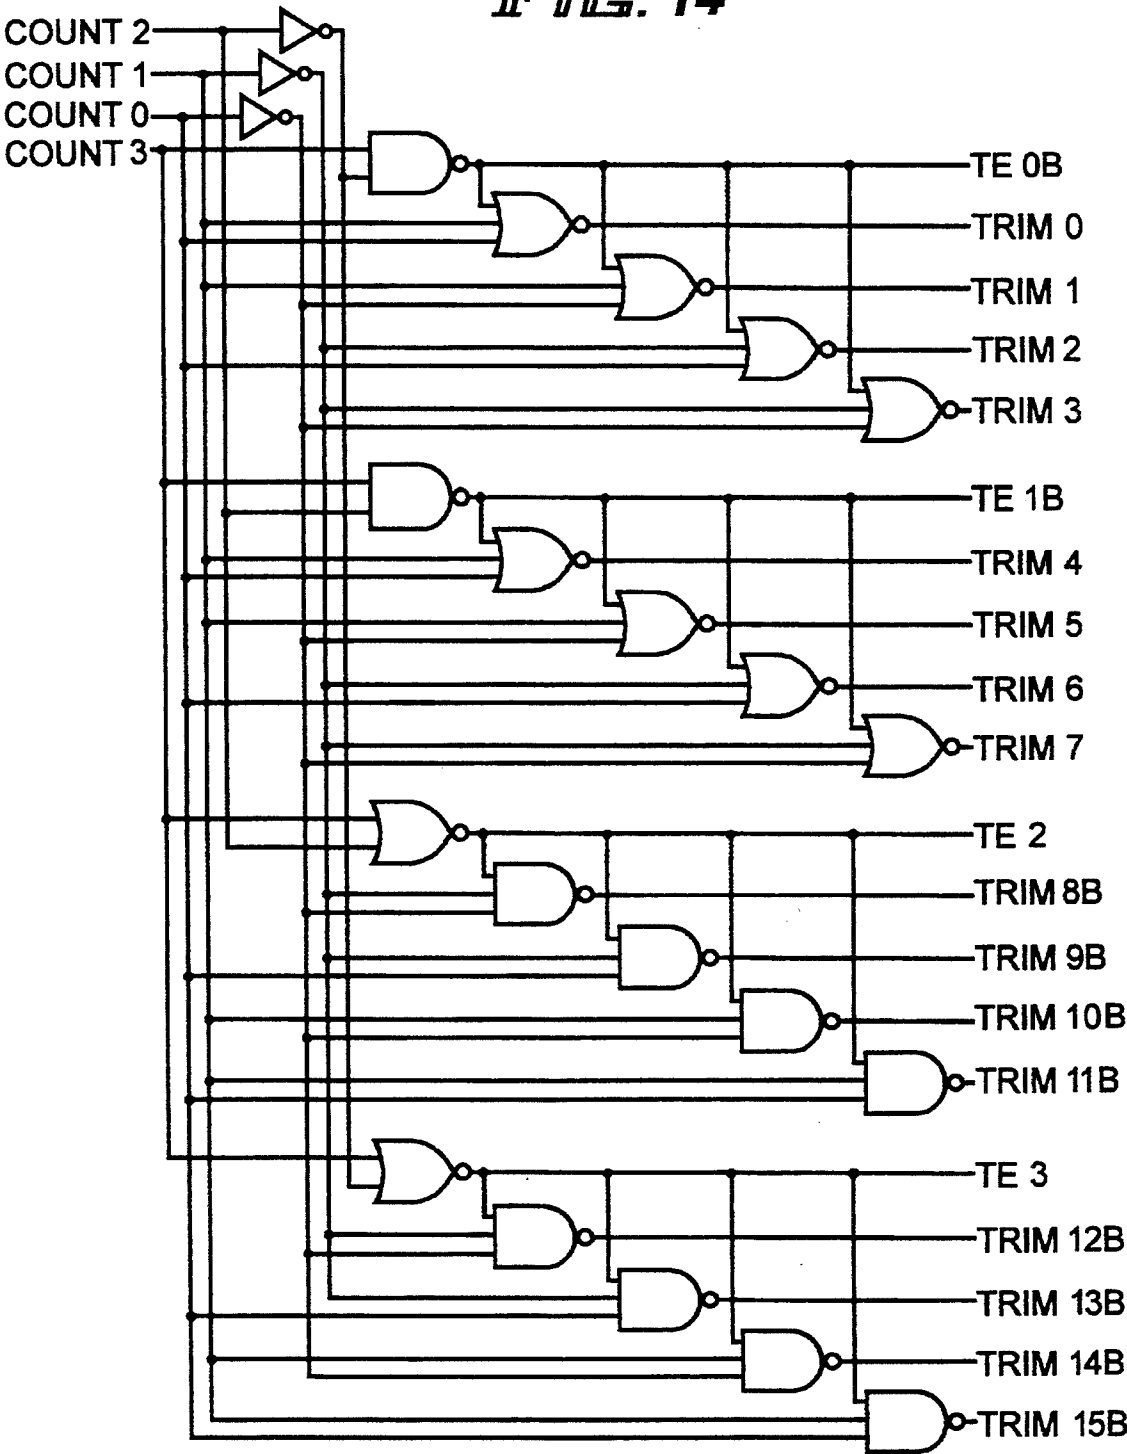 FIG. 14
COUNT 2
COUNT 1
COUNT 0
COUNT 3
TE 0B
TRIM 0
TRIM 1
TRIM 2
TRIM 3
TE 1B
TRIM 4
TRIM 5
TRIM 6
TRIM 7
TE 2
TRIM 8B
TRIM 9B
TRIM 10B
TRIM 11B
TE 3
TRIM 12B
TRIM 13B
TRIM 14B
TRIM 15B